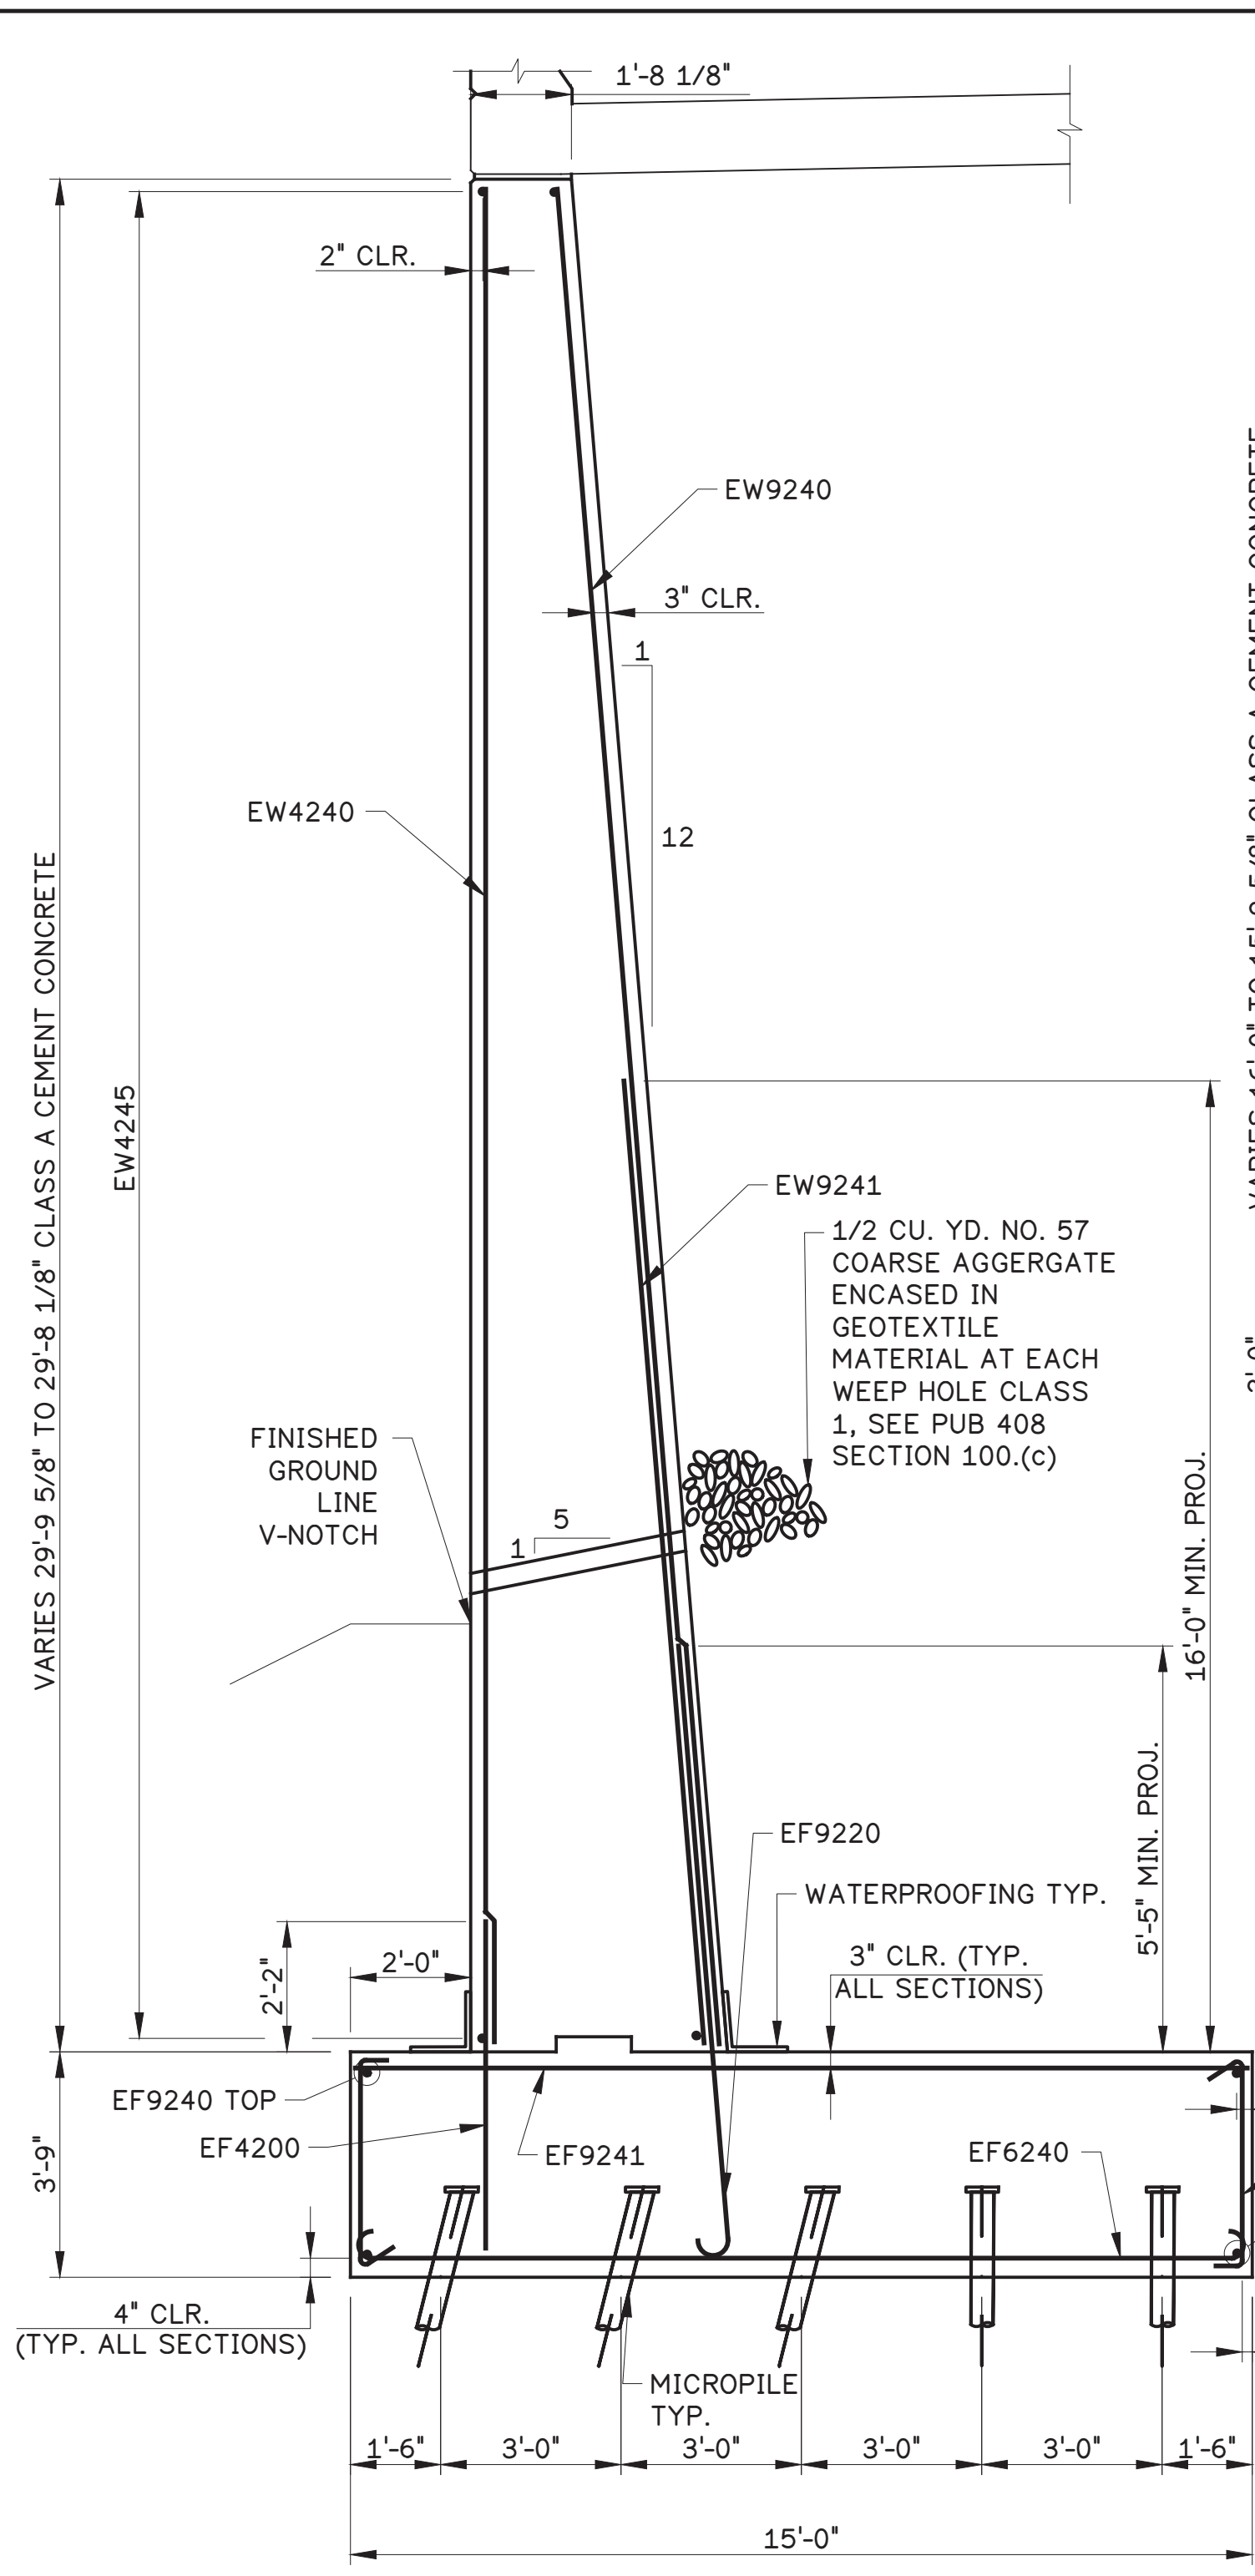 1'-8 1/8"
2" CLR.
EW9240
3" CLR.
1
12
EW4240
VARIES 29'-9 5/8" TO 29'-8 1/8" CLASS A CEMENT CONCRETE
EW4245
EW9241
1/2 CU. YD. NO. 57
COARSE AGGERGATE
ENCASED IN
GEOTEXTILE
MATERIAL AT EACH
WEEP HOLE CLASS
1, SEE PUB 408
SECTION 100.(c)
FINISHED
GROUND
LINE
V-NOTCH
5
1
16'-0" MIN. PROJ.
5'-5" MIN. PROJ.
EF9220
WATERPROOFING TYP.
3" CLR. (TYP.
ALL SECTIONS)
2'-0"
2'-2"
EF9240 TOP
EF4200
EF9241
EF6240
3'-9"
4" CLR.
(TYP. ALL SECTIONS)
MICROPILE
TYP.
1'-6"
3'-0"
3'-0"
3'-0"
3'-0"
1'-6"
15'-0"